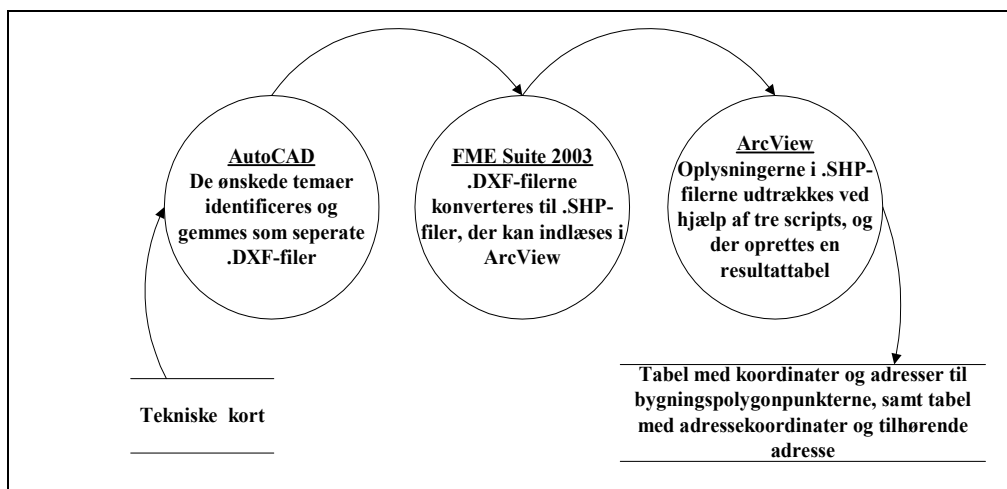 AutoCAD
De ønskede temaer
identificeres og
gemmes som seperate
.DXF-filer
FME Suite 2003
.DXF-filerne
konverteres til .SHP-
filer, der kan indlæses i
ArcView
ArcView
Oplysningerne i .SHP-
filerne udtrækkes ved
hjælp af tre scripts, og
der oprettes en
resultattabel
Tekniske kort
Tabel med koordinater og adresser til
bygningspolygonpunkterne, samt tabel
med adressekoordinater og tilhørende
adresse